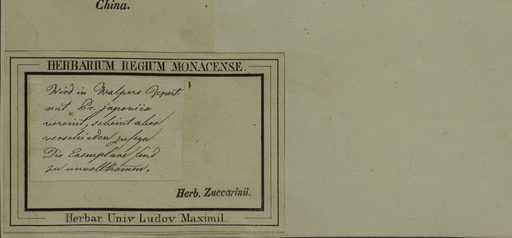 China.
HERBARIUM REGIUM MONACENSE.
Wird in Walpers Repert.
mit Cr. japonica
vereint, scheint aber
verschieden zu seyn.
Die Exemplare sind
zu unvollkommen.
Herb. Zuccarinii.
Herbar. Univ. Ludov. Maximil.